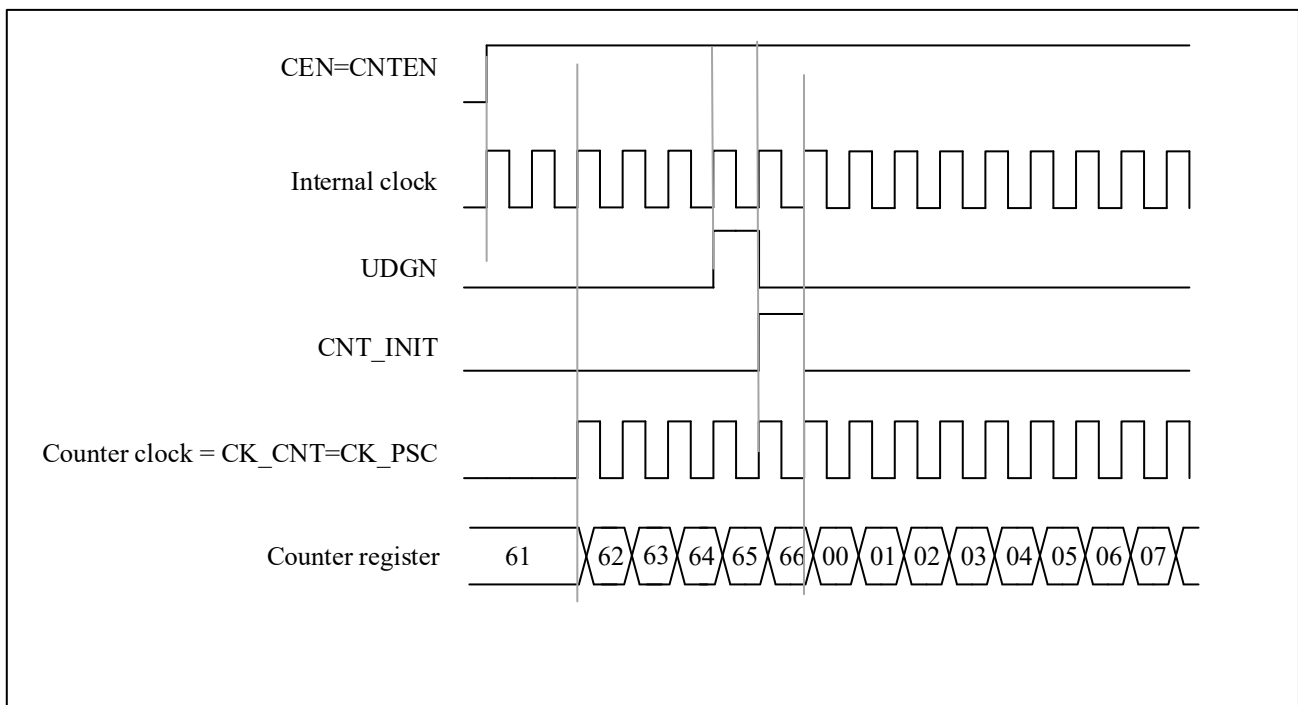 CEN=CNTEN
Internal clock
UDGN
CNT_INIT
Counter clock = CK_CNT=CK_PSC
Counter register 61 62 63 64 65 66 00 01 02 03 04 05 06 07